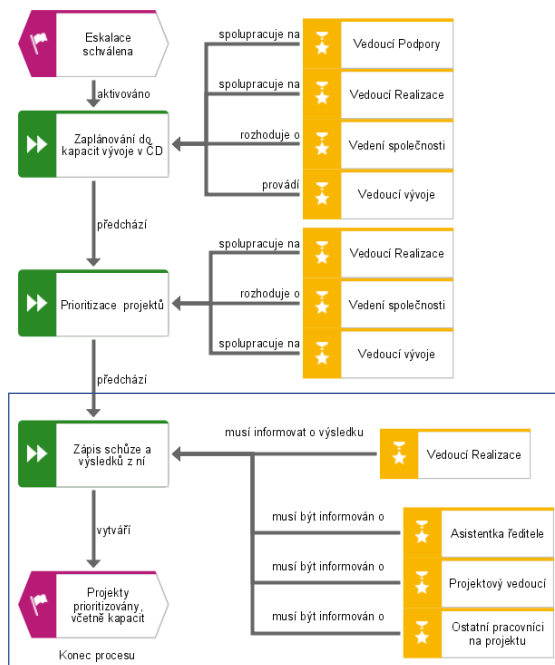 Eskalace
schválena
aktivováno
spolupracuje na
Vedoucí Podpory
spolupracuje na
Vedoucí Realizace
Zaplánování do
kapacit vývoje v ČD
rozhoduje o
Vedení společnosti
provádí
Vedoucí vývoje
předchází
spolupracuje na
Vedoucí Realizace
Prioritizace projektů
rozhoduje o
Vedení společnosti
spolupracuje na
Vedoucí vývoje
předchází
Zápis schůze a
výsledků z ní
musí informovat o výsledku
Vedoucí Realizace
vytváří
musí být informován o
Asistentka ředitele
musí být informován o
Projektový vedoucí
Projekty
prioritizovány,
včetně kapacit
musí být informován o
Ostatní pracovníci
na projektu
Konec procesu